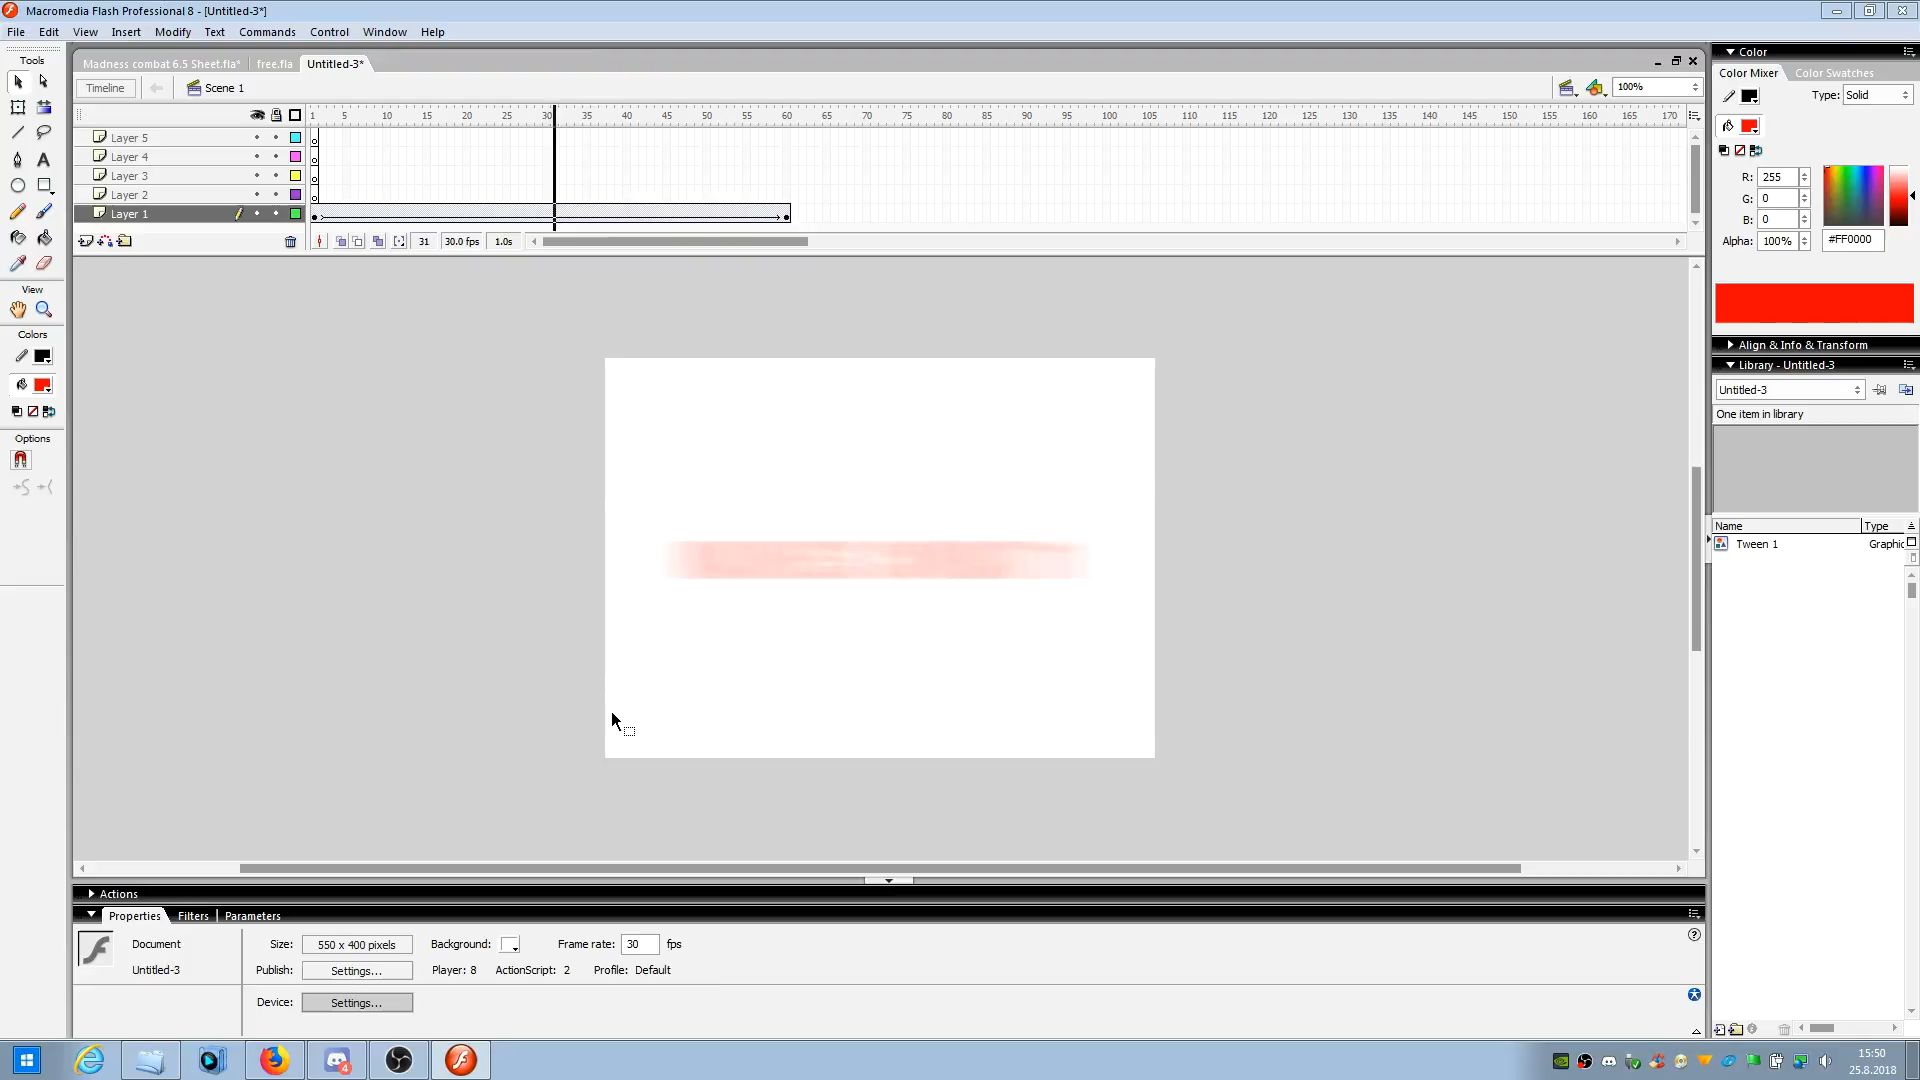 Macromedia Flash Professional 8 - [Untitled-3*]
File Edit View Insert Modify Text Commands Control Window Help
Tools
Madness combat 6.5 Sheet.fla* free.fla Untitled-3*
Timeline Scene 1 100%
1 5 10 15 20 25 30 35 40 45 50 55 60 65 70 75 80 85 90 95 100 105 110 115 120 125 130 135 140 145 150 155 160 165 170
Layer 5
Layer 4
Layer 3
Layer 2
Layer 1
31 30.0 fps 1.0s
View
Colors
Options
Color
Color Mixer Color Swatches
Type: Solid
R: 255
G: 0
B: 0
Alpha: 100% #FF0000
Align & Info & Transform
Library - Untitled-3
Untitled-3
One item in library
Name Type
Tween 1 Graphic
Actions
Properties Filters Parameters
Document
Untitled-3
Size: 550 x 400 pixels Background: Frame rate: 30 fps
Publish: Settings... Player: 8 ActionScript: 2 Profile: Default
Device: Settings...
4
15:50
25.8.2018